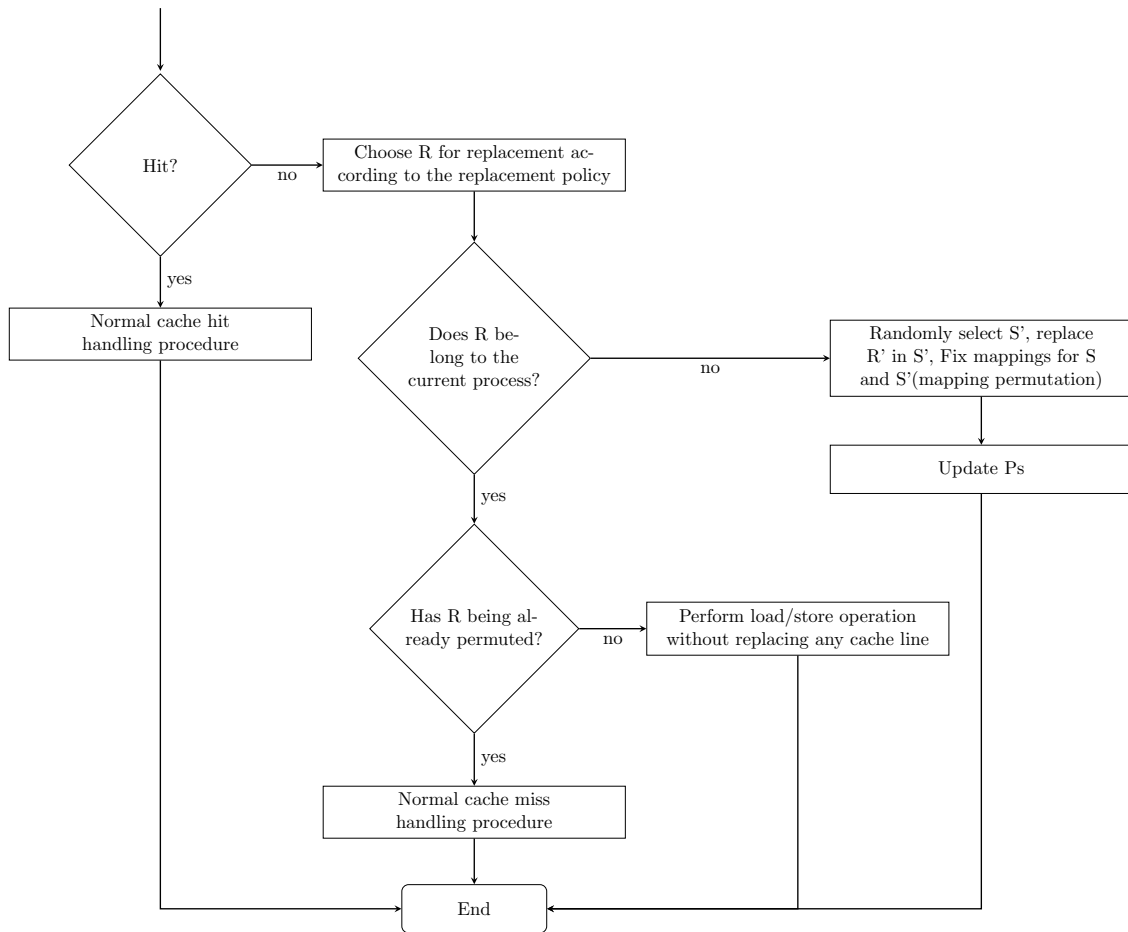 Hit?
no
Choose R for replacement ac-
cording to the replacement policy
yes
Normal cache hit
handling procedure
Does R be-
long to the
current process?
no
Randomly select S', replace
R' in S', Fix mappings for S
and S'(mapping permutation)
Update Ps
yes
Has R being al-
ready permuted?
no
Perform load/store operation
without replacing any cache line
yes
Normal cache miss
handling procedure
End